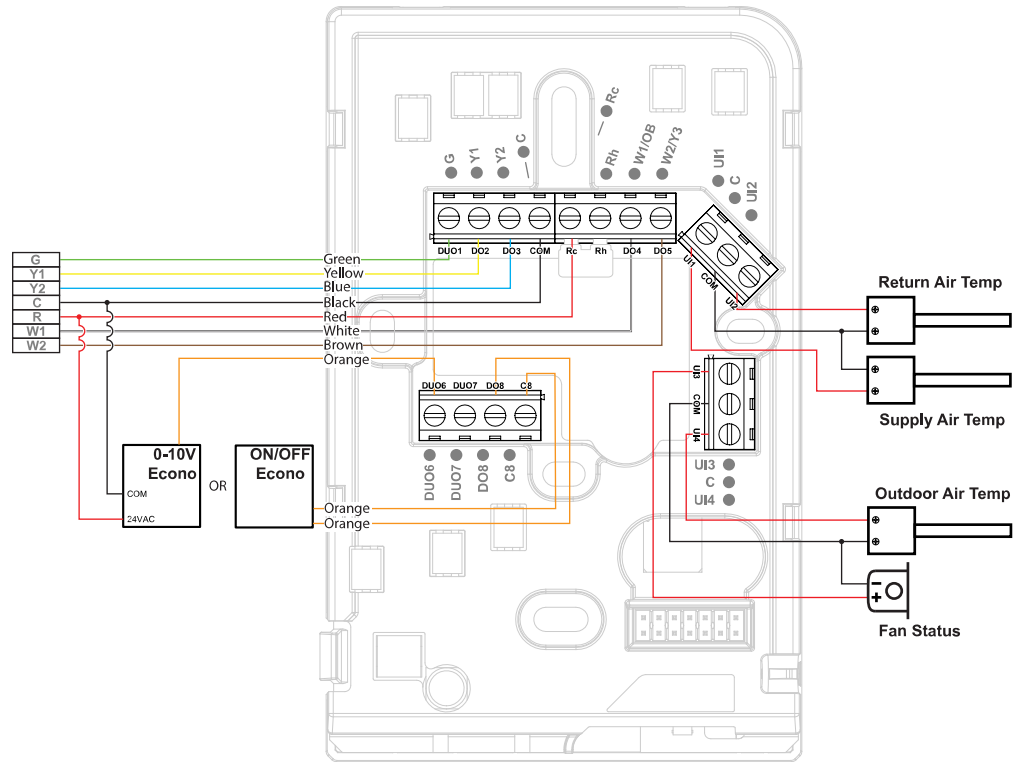 Rc
C
G
Y1
Y2
Rh
W1/OB
W2/Y3
UI1
C
UI2
DUO1 DO2 DO3 COM Rc Rh DO4 DO5
UI1
COM
UI2
G Green
Y1 Yellow
Y2 Blue
C Black
R Red
W1 White
W2 Brown
Orange
Return Air Temp
Supply Air Temp
DUO6 DUO7 DO8 C8
UI3
COM
UI4
DUO6
DUO7
DO8
C8
UI3
C
UI4
0-10V
Econo
COM
24VAC
OR
ON/OFF
Econo
Orange
Orange
Outdoor Air Temp
Fan Status